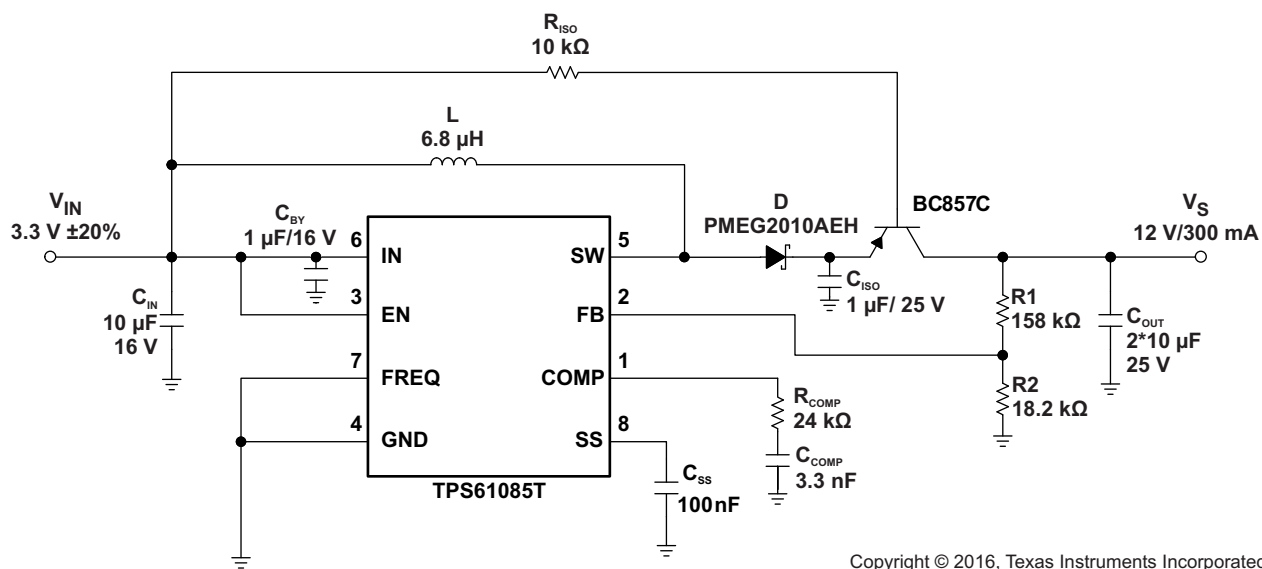 R_ISO
10 kΩ
L
6.8 µH
V_IN
3.3 V ±20%
C_BY
1 µF/16 V
D
PMEG2010AEH
BC857C
V_S
12 V/300 mA
6
IN
SW
5
C_IN
10 µF
16 V
3
EN
FB
2
C_ISO
1 µF/ 25 V
R1
158 kΩ
C_OUT
2*10 µF
25 V
7
FREQ
COMP
1
R_COMP
24 kΩ
R2
18.2 kΩ
4
GND
SS
8
C_COMP
3.3 nF
C_SS
100nF
TPS61085T
Copyright © 2016, Texas Instruments Incorporated